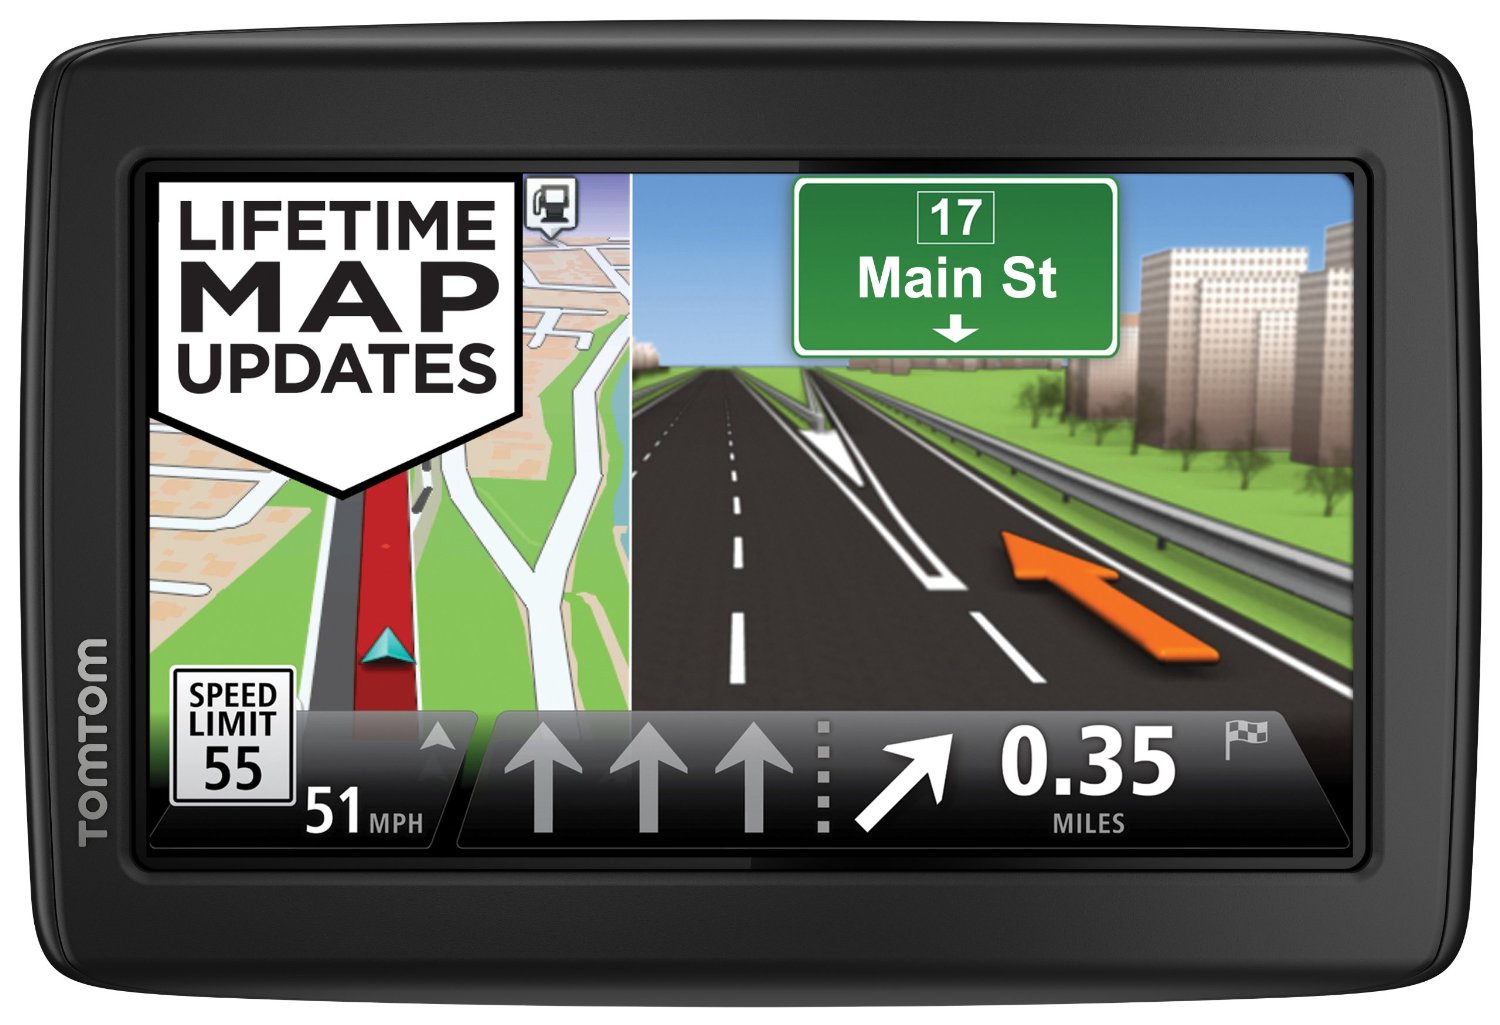 LIFETIME
MAP
UPDATES
17
Main St
SPEED
LIMIT
55
51 MPH
0.35
MILES
TOMTOM